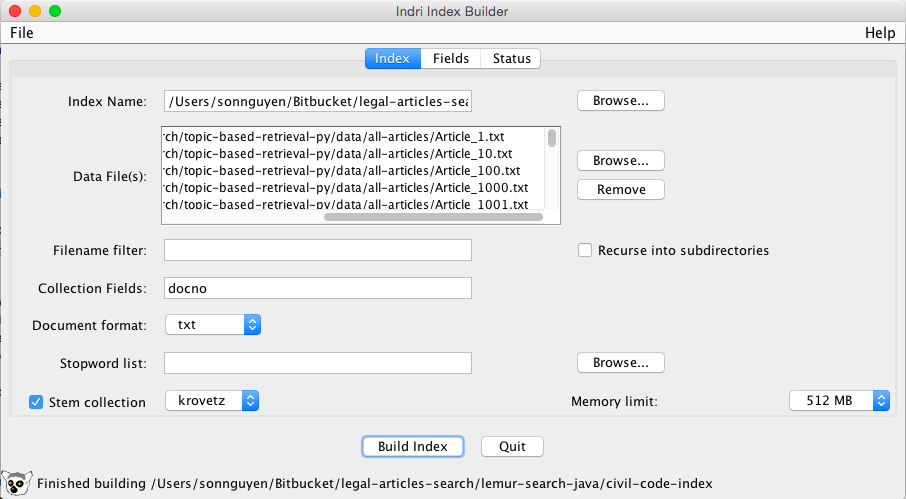 Indri Index Builder
File Help
Index Fields Status
Index Name: /Users/sonnguyen/Bitbucket/legal-articles-sea Browse...
rch/topic-based-retrieval-py/data/all-articles/Article_1.txt
rch/topic-based-retrieval-py/data/all-articles/Article_10.txt Browse...
Data File(s): rch/topic-based-retrieval-py/data/all-articles/Article_100.txt
rch/topic-based-retrieval-py/data/all-articles/Article_1000.txt Remove
rch/topic-based-retrieval-py/data/all-articles/Article_1001.txt
Filename filter: Recurse into subdirectories
Collection Fields: docno
Document format: txt
Stopword list: Browse...
Stem collection krovetz Memory limit: 512 MB
Build Index Quit
Finished building /Users/sonnguyen/Bitbucket/legal-articles-search/lemur-search-java/civil-code-index